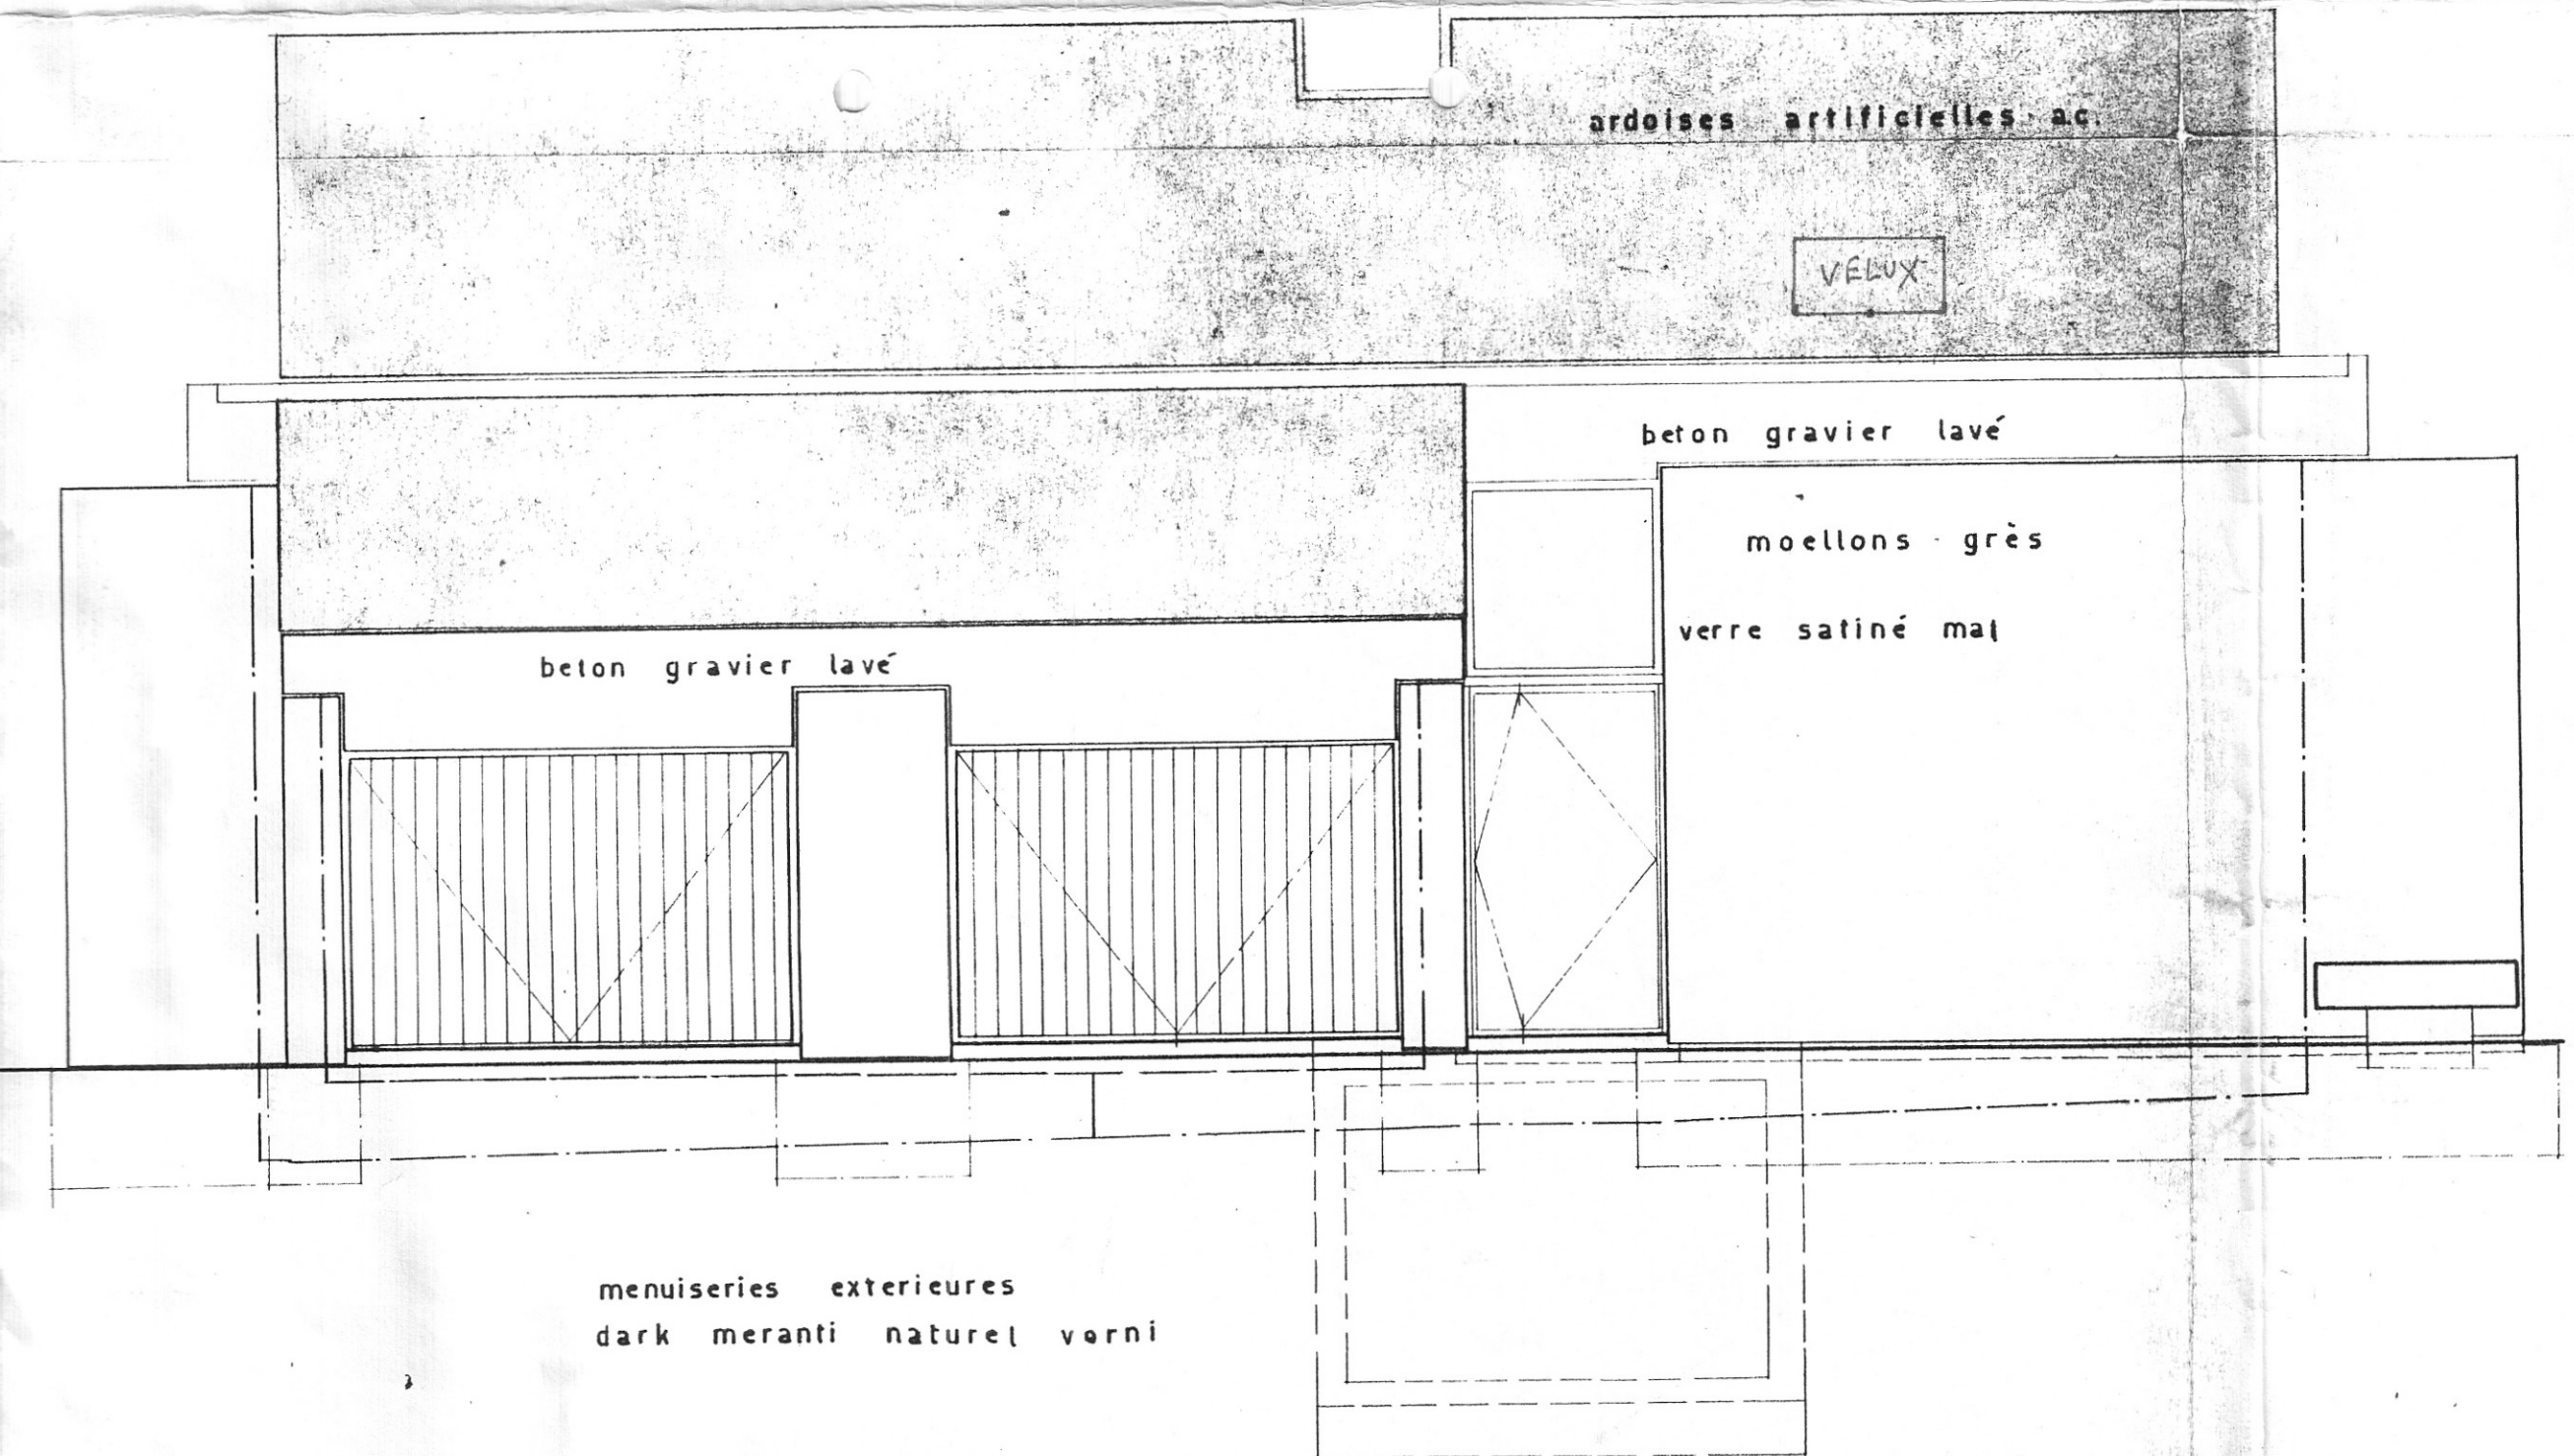 ardoises artificielles a.c.
VELUX
beton gravier lavé
moellons grès
verre satiné mat
beton gravier lavé
menuiseries exterieures
dark meranti naturel verni